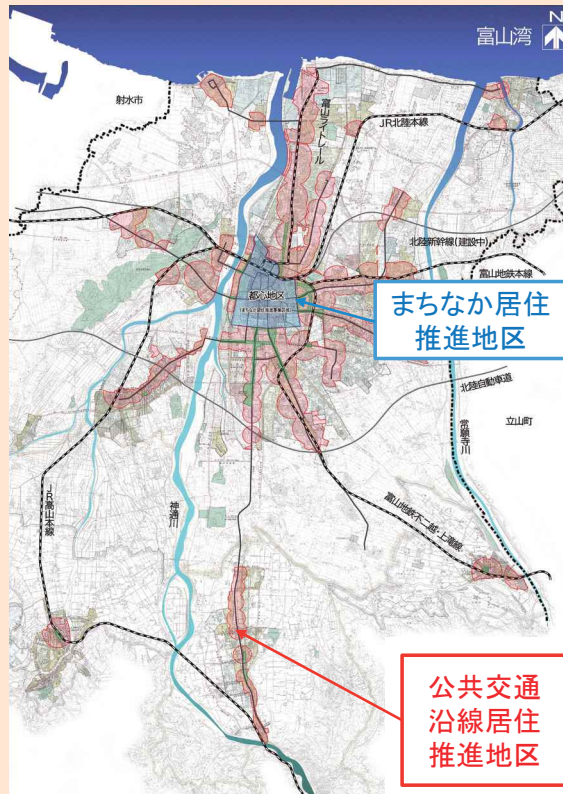 N
富山湾
射水市
富山ライトレール
JR北陸本線
北陸新幹線(建設中)
富山地鉄本線
都心地区
まちなか居住
推進地区
北陸自動車道
立山町
常願寺川
JR高山本線
神通川
富山地鉄不二越・上滝線
公共交通
沿線居住
推進地区